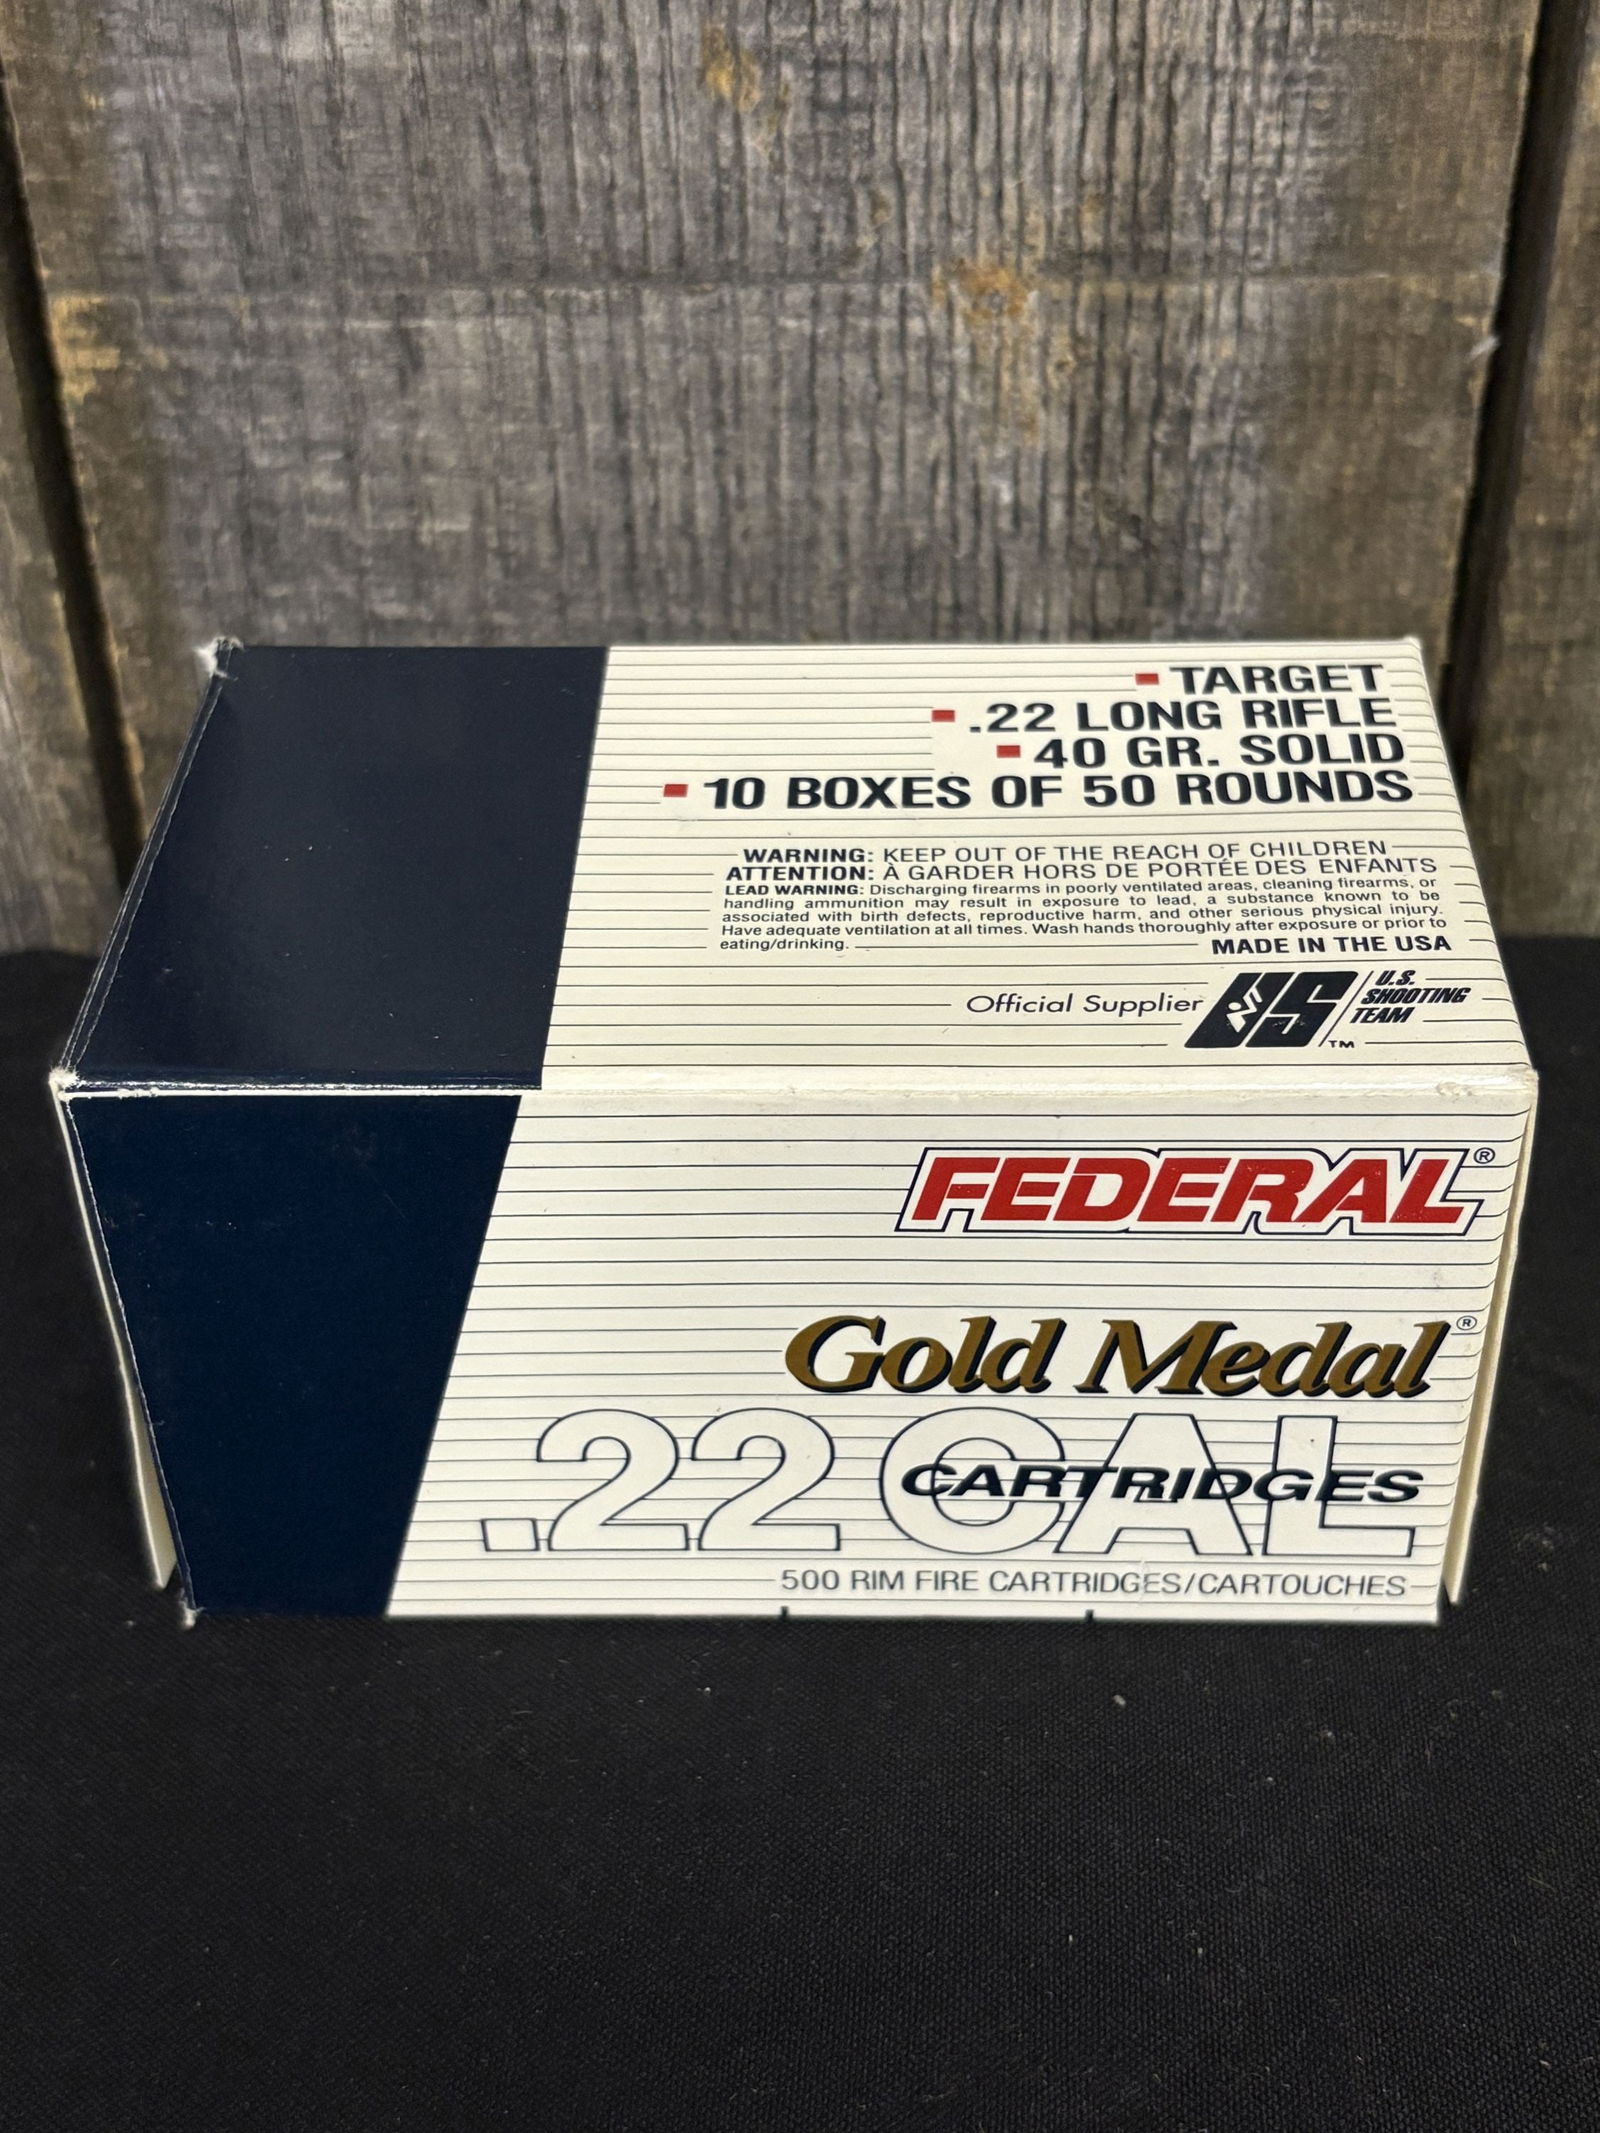 TARGET
.22 LONG RIFLE
40 GR. SOLID
10 BOXES OF 50 ROUNDS
WARNING: KEEP OUT OF THE REACH OF CHILDREN
ATTENTION: À GARDER HORS DE PORTÉE DES ENFANTS
LEAD WARNING: Discharging firearms in poorly ventilated areas, cleaning firearms, or
handling ammunition may result in exposure to lead, a substance known to be
associated with birth defects, reproductive harm, and other serious physical injury.
Have adequate ventilation at all times. Wash hands thoroughly after exposure or prior to
eating/drinking.
MADE IN THE USA
Official Supplier
US
U.S.
SHOOTING
TEAM
TM
FEDERAL®
Gold Medal®
.22 CAL
CARTRIDGES
500 RIM FIRE CARTRIDGES/CARTOUCHES